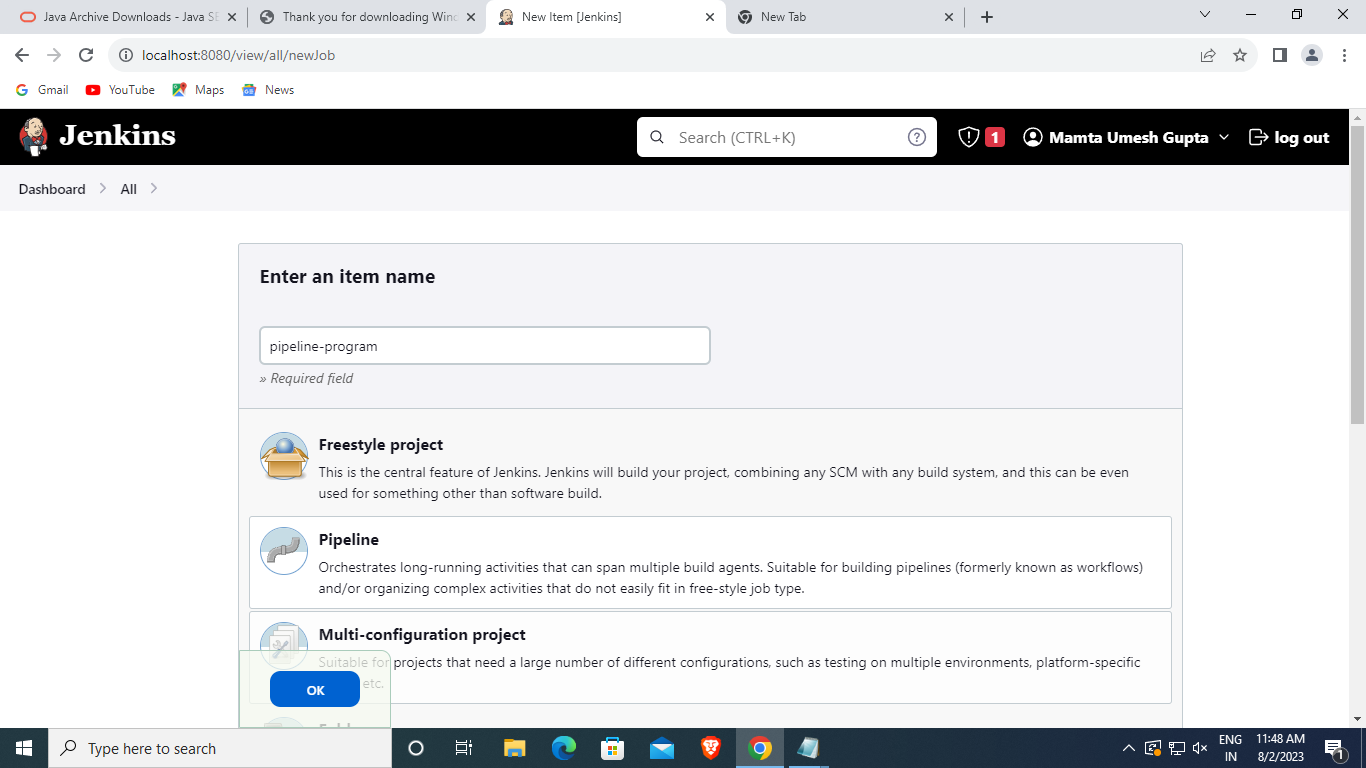 Java Archive Downloads - Java SE
Thank you for downloading Wind
New Item [Jenkins]
New Tab
localhost:8080/view/all/newJob
Gmail
YouTube
Maps
News
Jenkins
Search (CTRL+K)
1
Mamta Umesh Gupta
log out
Dashboard
All
Enter an item name
pipeline-program
» Required field
Freestyle project
This is the central feature of Jenkins. Jenkins will build your project, combining any SCM with any build system, and this can be even
used for something other than software build.
Pipeline
Orchestrates long-running activities that can span multiple build agents. Suitable for building pipelines (formerly known as workflows)
and/or organizing complex activities that do not easily fit in free-style job type.
Multi-configuration project
Suitable for projects that need a large number of different configurations, such as testing on multiple environments, platform-specific
etc.
OK
Type here to search
ENG
IN
11:48 AM
8/2/2023
1